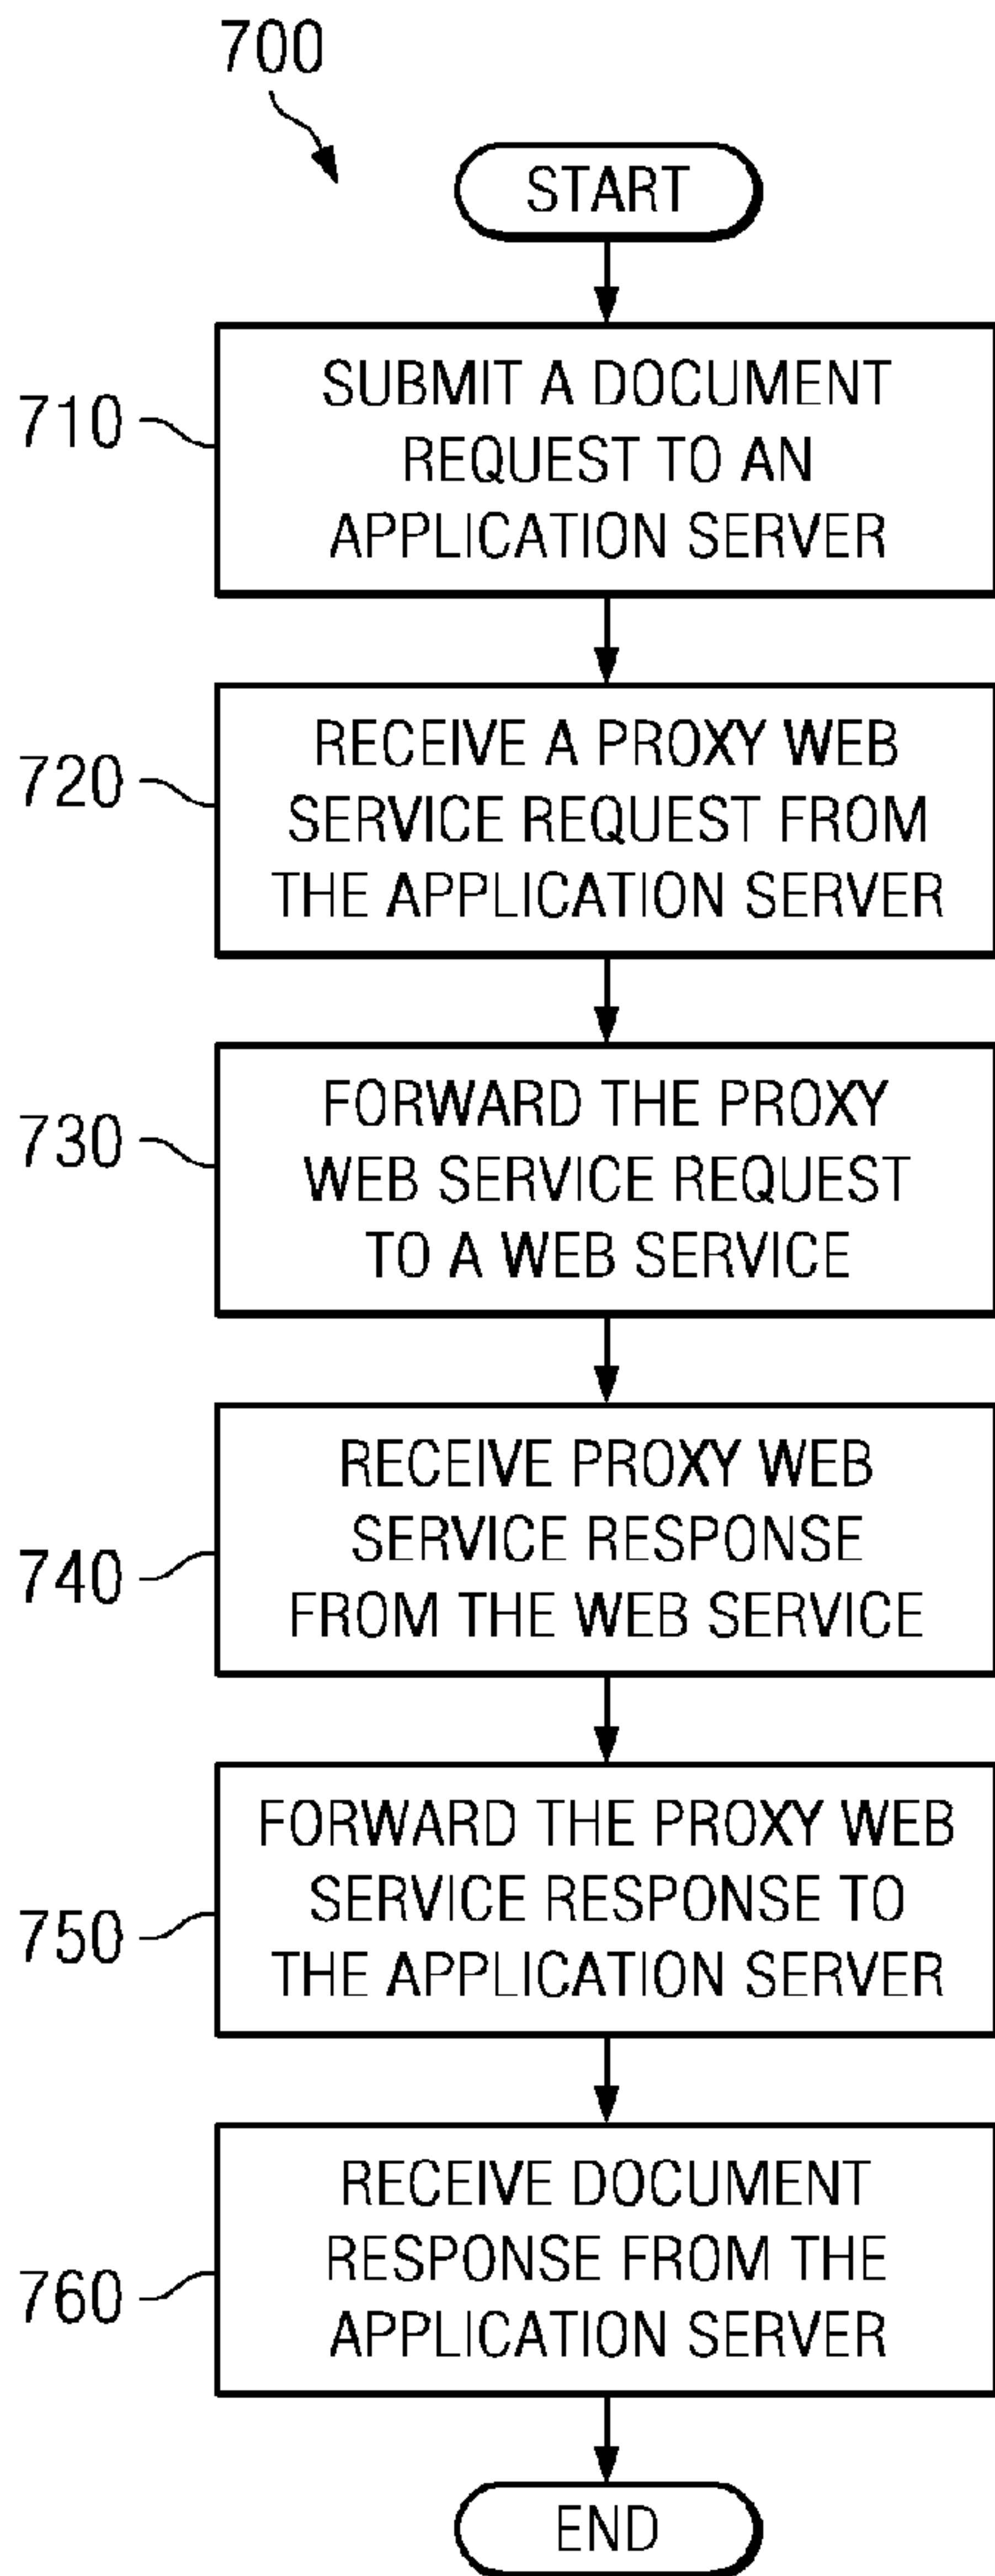 700
START
710
SUBMIT A DOCUMENT
REQUEST TO AN
APPLICATION SERVER
720
RECEIVE A PROXY WEB
SERVICE REQUEST FROM
THE APPLICATION SERVER
730
FORWARD THE PROXY
WEB SERVICE REQUEST
TO A WEB SERVICE
740
RECEIVE PROXY WEB
SERVICE RESPONSE
FROM THE WEB SERVICE
750
FORWARD THE PROXY WEB
SERVICE RESPONSE TO
THE APPLICATION SERVER
760
RECEIVE DOCUMENT
RESPONSE FROM THE
APPLICATION SERVER
END